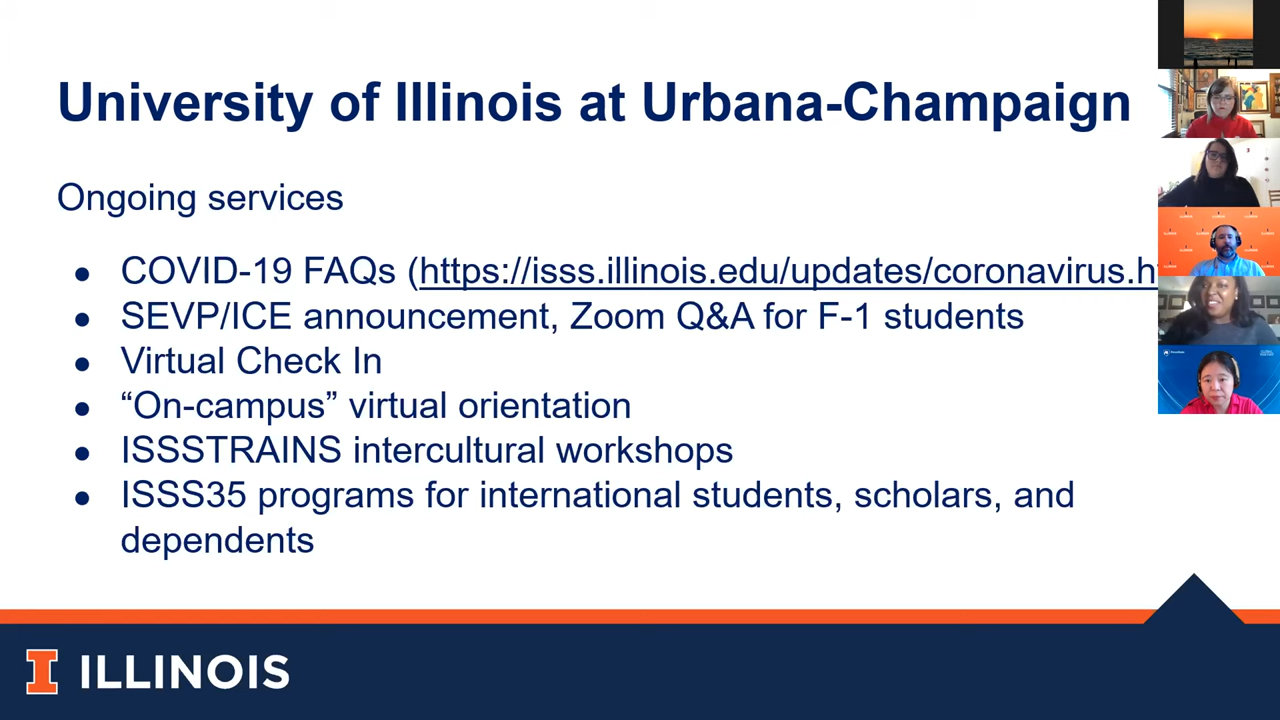 University of Illinois at Urbana-Champaign
Ongoing services
● COVID-19 FAQs (https://isss.illinois.edu/updates/coronavirus.h
● SEVP/ICE announcement, Zoom Q&A for F-1 students
● Virtual Check In
● “On-campus” virtual orientation
● ISSSTRAINS intercultural workshops
● ISSS35 programs for international students, scholars, and
dependents
I ILLINOIS